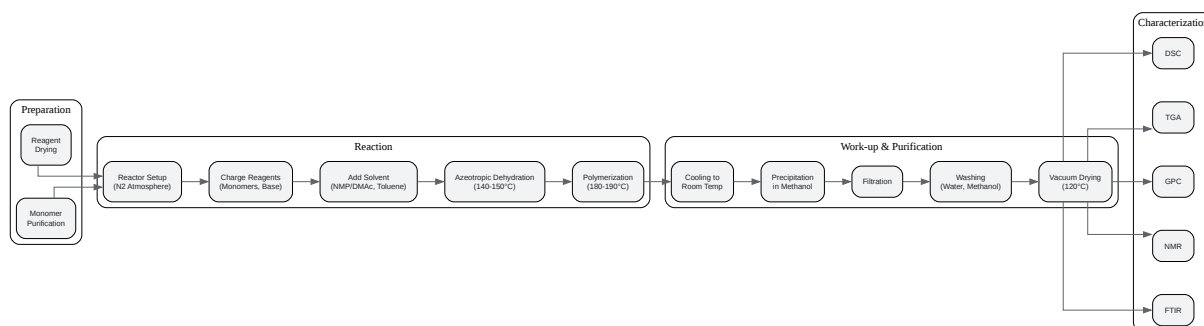 Preparation
Reagent
Drying
Monomer
Purification
Reaction
Reactor Setup
(N2 Atmosphere)
Charge Reagents
(Monomers, Base)
Add Solvent
(NMP/DMAc, Toluene)
Azeotropic Dehydration
(140-150°C)
Polymerization
(180-190°C)
Work-up & Purification
Cooling to
Room Temp
Precipitation
in Methanol
Filtration
Washing
(Water, Methanol)
Vacuum Drying
(120°C)
Characterizatio
DSC
TGA
GPC
NMR
FTIR